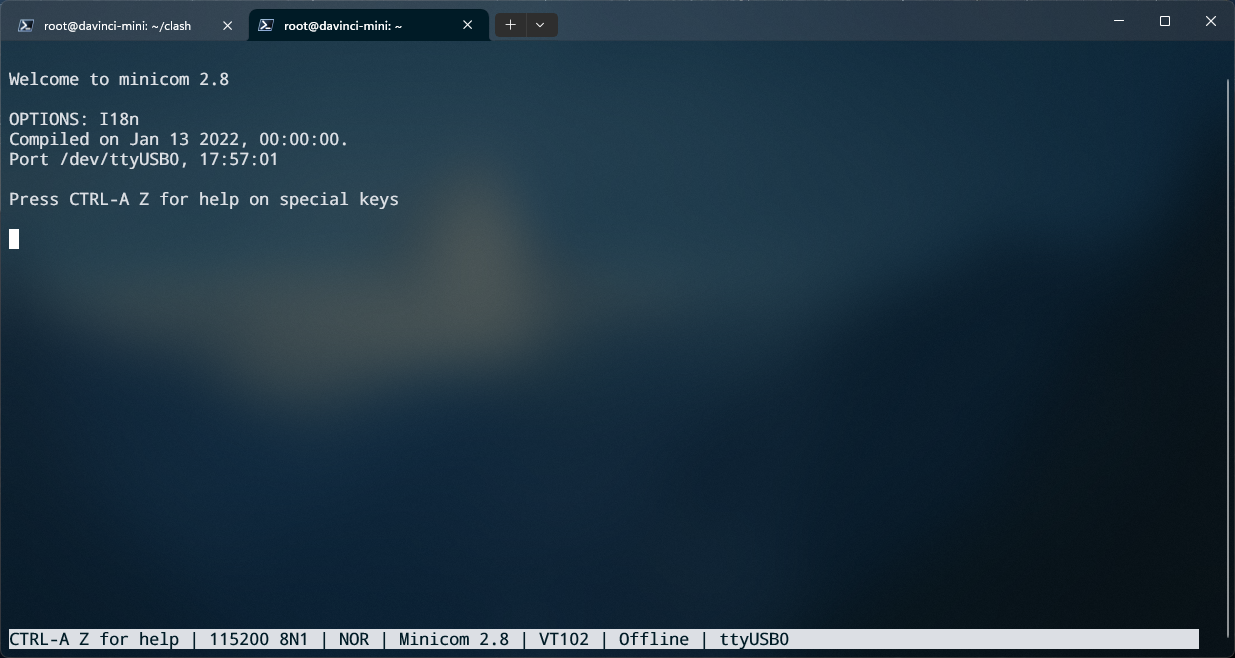 root@davinci-mini: ~/clash
root@davinci-mini: ~
Welcome to minicom 2.8
OPTIONS: I18n
Compiled on Jan 13 2022, 00:00:00.
Port /dev/ttyUSB0, 17:57:01
Press CTRL-A Z for help on special keys
CTRL-A Z for help | 115200 8N1 | NOR | Minicom 2.8 | VT102 | Offline | ttyUSB0